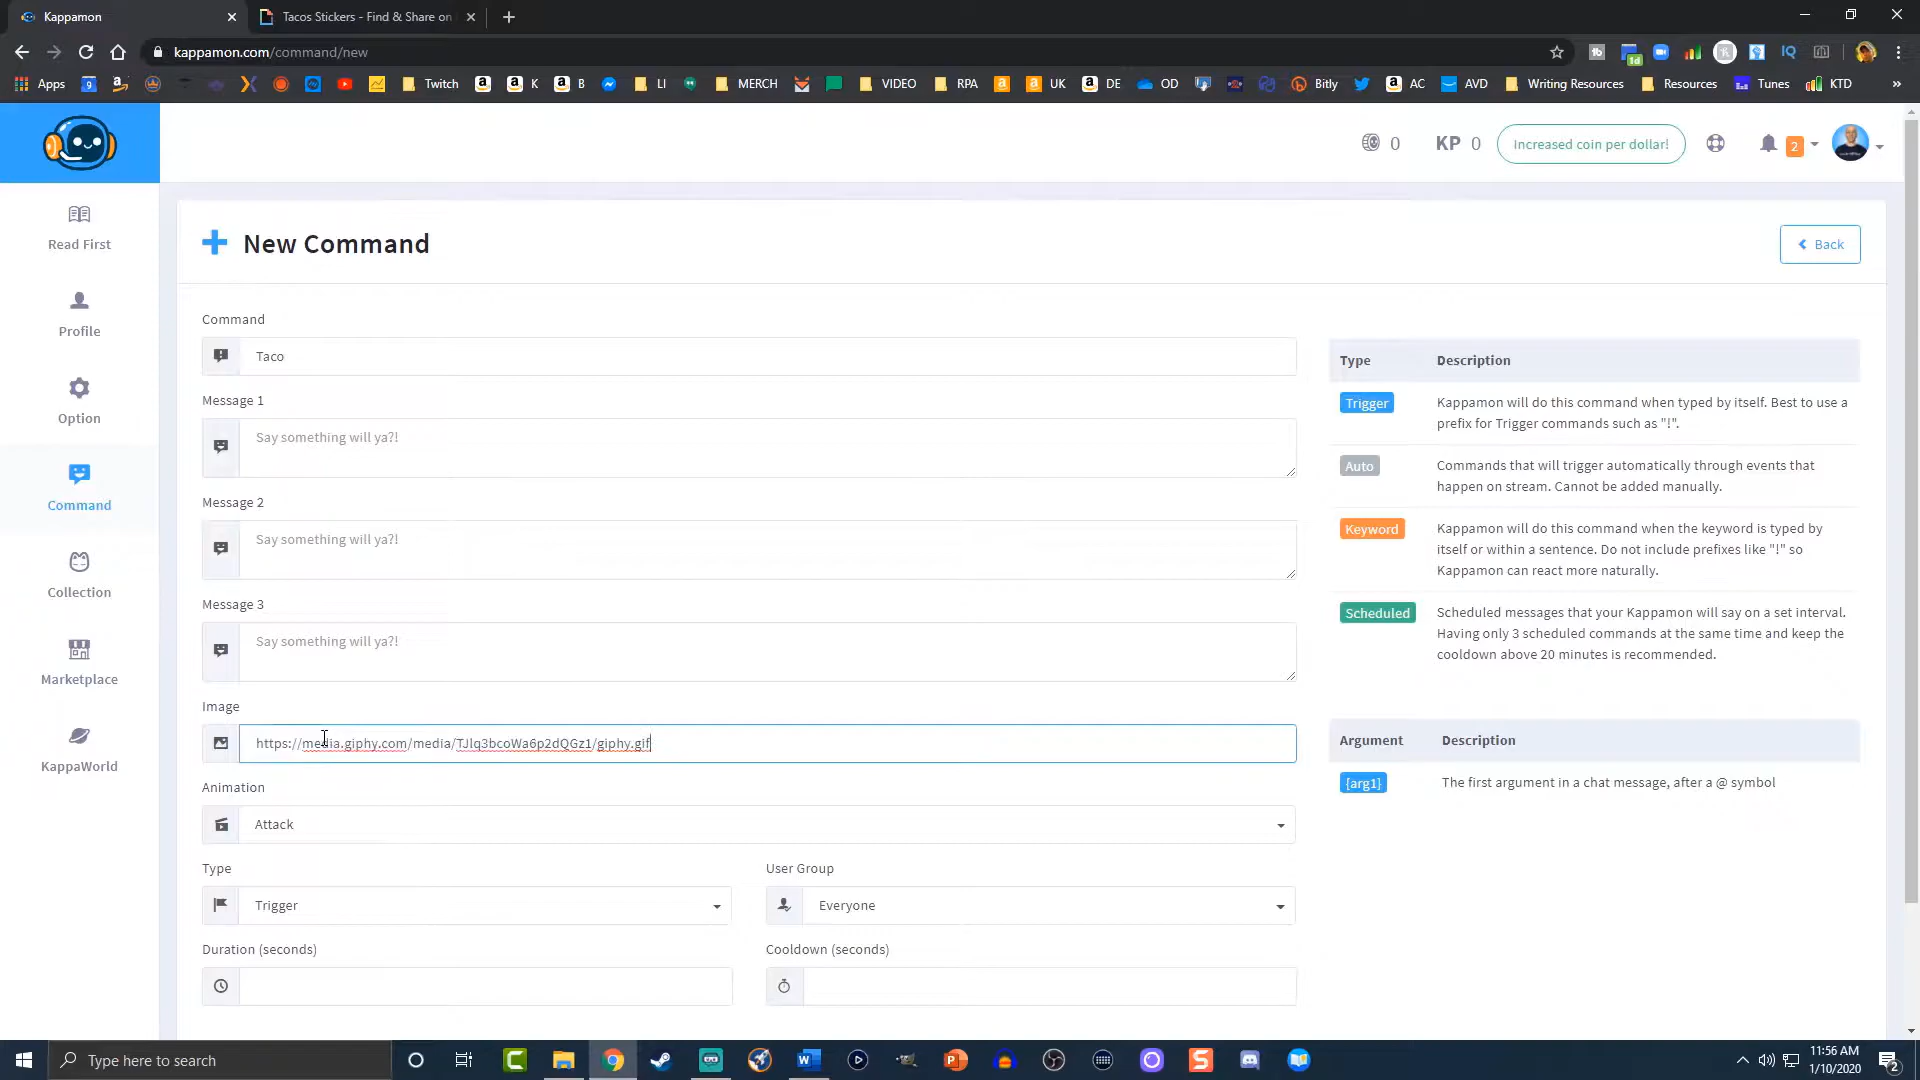 Kappamon
Tacos Stickers - Find & Share on
kappamon.com/command/new
Apps
Twitch
K
B
LI
MERCH
VIDEO
RPA
UK
DE
OD
Bitly
AC
AVD
Writing Resources
Resources
Tunes
KTD
»
0
KP 0
Increased coin per dollar!
2
Read First
Profile
Option
Command
Collection
Marketplace
KappaWorld
New Command
Back
Command
Taco
Message 1
Say something will ya?!
Message 2
Say something will ya?!
Message 3
Say something will ya?!
Image
https://media.giphy.com/media/TJlq3bcoWa6p2dQGz1/giphy.gif
Animation
Attack
Type
Trigger
User Group
Everyone
Duration (seconds)
Cooldown (seconds)
Type Description
Trigger
Kappamon will do this command when typed by itself. Best to use a
prefix for Trigger commands such as "!".
Auto
Commands that will trigger automatically through events that
happen on stream. Cannot be added manually.
Keyword
Kappamon will do this command when the keyword is typed by
itself or within a sentence. Do not include prefixes like "!" so
Kappamon can react more naturally.
Scheduled
Scheduled messages that your Kappamon will say on a set interval.
Having only 3 scheduled commands at the same time and keep the
cooldown above 20 minutes is recommended.
Argument Description
{arg1} The first argument in a chat message, after a @ symbol
Type here to search
11:56 AM
1/10/2020
2